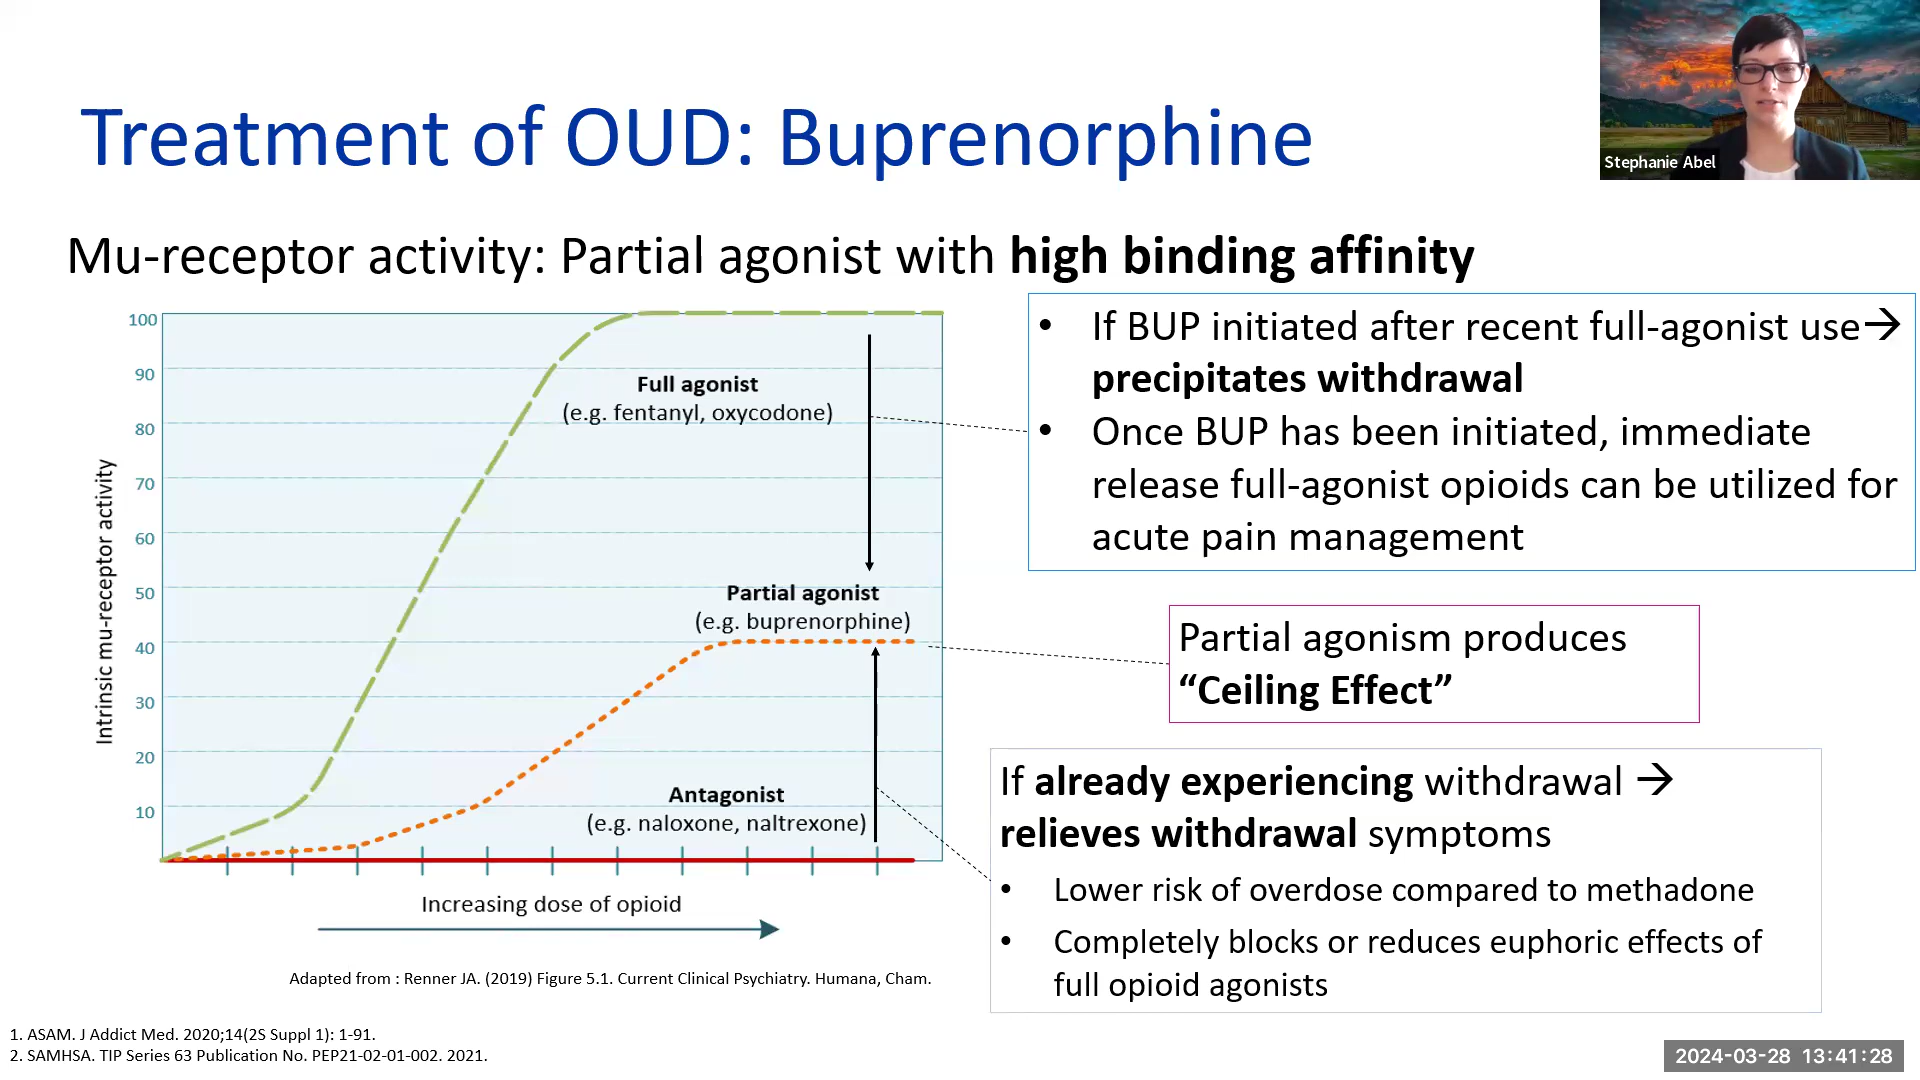 Treatment of OUD: Buprenorphine
Stephanie Abel
Mu-receptor activity: Partial agonist with high binding affinity
Intrinsic mu-receptor activity
100
90
80
70
60
50
40
30
20
10
Full agonist
(e.g. fentanyl, oxycodone)
Partial agonist
(e.g. buprenorphine)
Antagonist
(e.g. naloxone, naltrexone)
Increasing dose of opioid
Adapted from : Renner JA. (2019) Figure 5.1. Current Clinical Psychiatry. Humana, Cham.
• If BUP initiated after recent full-agonist use→
precipitates withdrawal
• Once BUP has been initiated, immediate
release full-agonist opioids can be utilized for
acute pain management
Partial agonism produces
“Ceiling Effect”
If already experiencing withdrawal →
relieves withdrawal symptoms
• Lower risk of overdose compared to methadone
• Completely blocks or reduces euphoric effects of
full opioid agonists
1. ASAM. J Addict Med. 2020;14(2S Suppl 1): 1-91.
2. SAMHSA. TIP Series 63 Publication No. PEP21-02-01-002. 2021.
2024-03-28 13:41:28